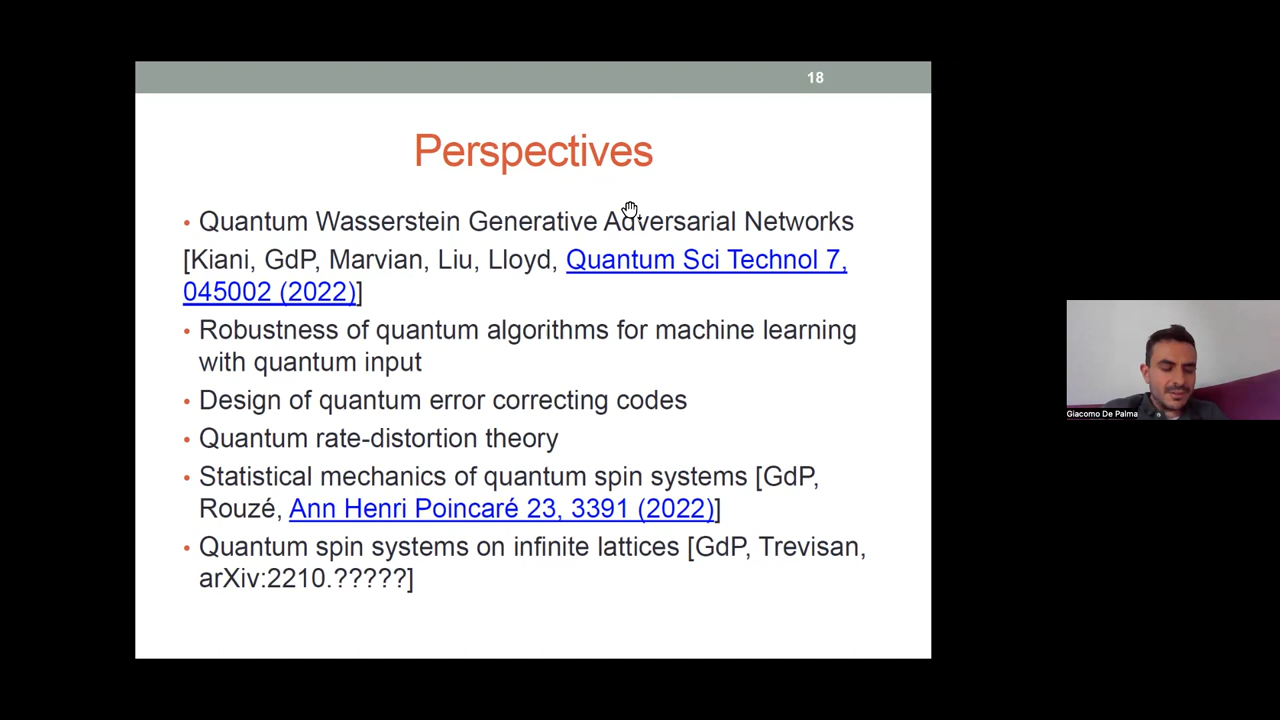 18
Perspectives
• Quantum Wasserstein Generative Adversarial Networks
[Kiani, GdP, Marvian, Liu, Lloyd, Quantum Sci Technol 7,
045002 (2022)]
• Robustness of quantum algorithms for machine learning
with quantum input
• Design of quantum error correcting codes
• Quantum rate-distortion theory
• Statistical mechanics of quantum spin systems [GdP,
Rouzé, Ann Henri Poincaré 23, 3391 (2022)]
• Quantum spin systems on infinite lattices [GdP, Trevisan,
arXiv:2210.?????]
Giacomo De Palma